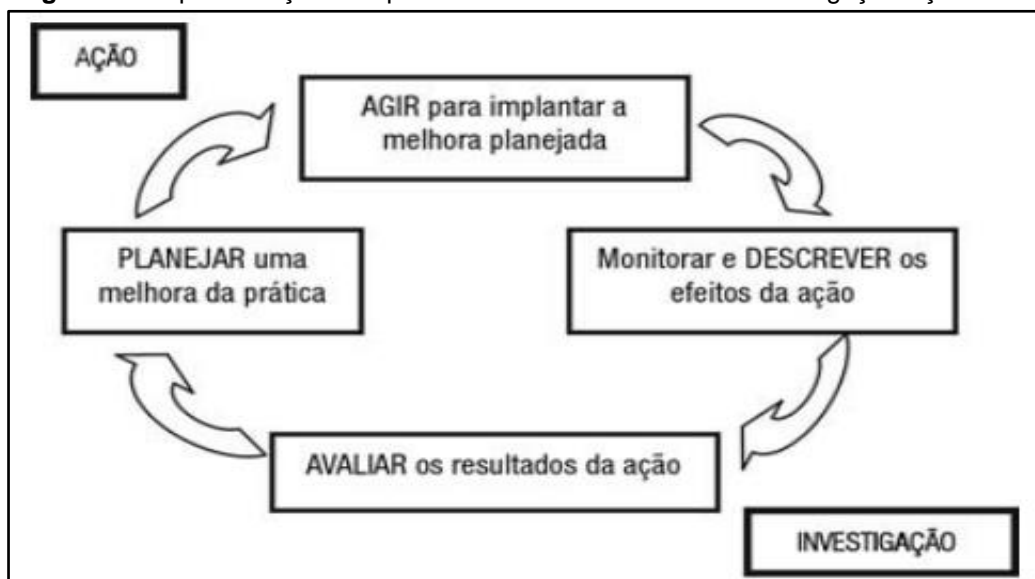 AÇÃO
AGIR para implantar a
melhora planejada
PLANEJAR uma
melhora da prática
Monitorar e DESCREVER os
efeitos da ação
AVALIAR os resultados da ação
INVESTIGAÇÃO